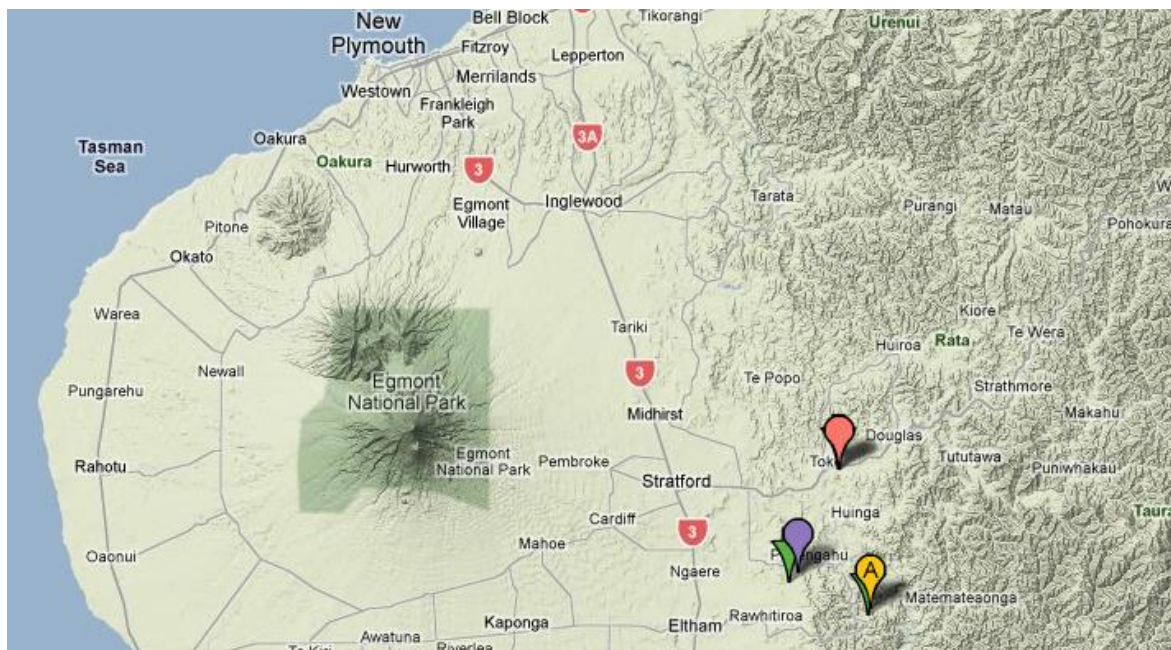 New
Plymouth
Bell Block
Tikorangi
Urenui
Fitzroy
Lepperton
Merrilands
Westown
Frankleigh
Park
3A
Tasman
Sea
Oakura
Oakura
Hurworth
3
Egmont
Village
Inglewood
Tarata
Purangi
Matau
Pohokura
Pitone
Okato
Warea
Tariki
Kiore
Te Wera
Huiroa
Rata
Newall
3
Te Popo
Strathmore
Pungarehu
Egmont
National Park
Midhirst
Makahu
Douglas
Rahotu
Egmont
National Park
Pembroke
Tututawa
Puniwhakau
Stratford
Huinga
Cardiff
3
Oaonui
Mahoe
Ngaere
A
Matemateaonga
Rawhitiroa
Kaponga
Eltham
Awatuna
Riverlea